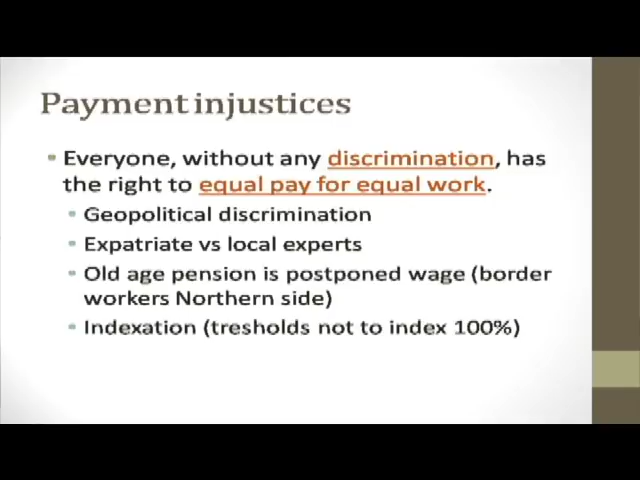 Payment injustices
Everyone, without any discrimination, has
the right to equal pay for equal work.
Geopolitical discrimination
Expatriate vs local experts
Old age pension is postponed wage (border
workers Northern side)
Indexation (tresholds not to index 100%)